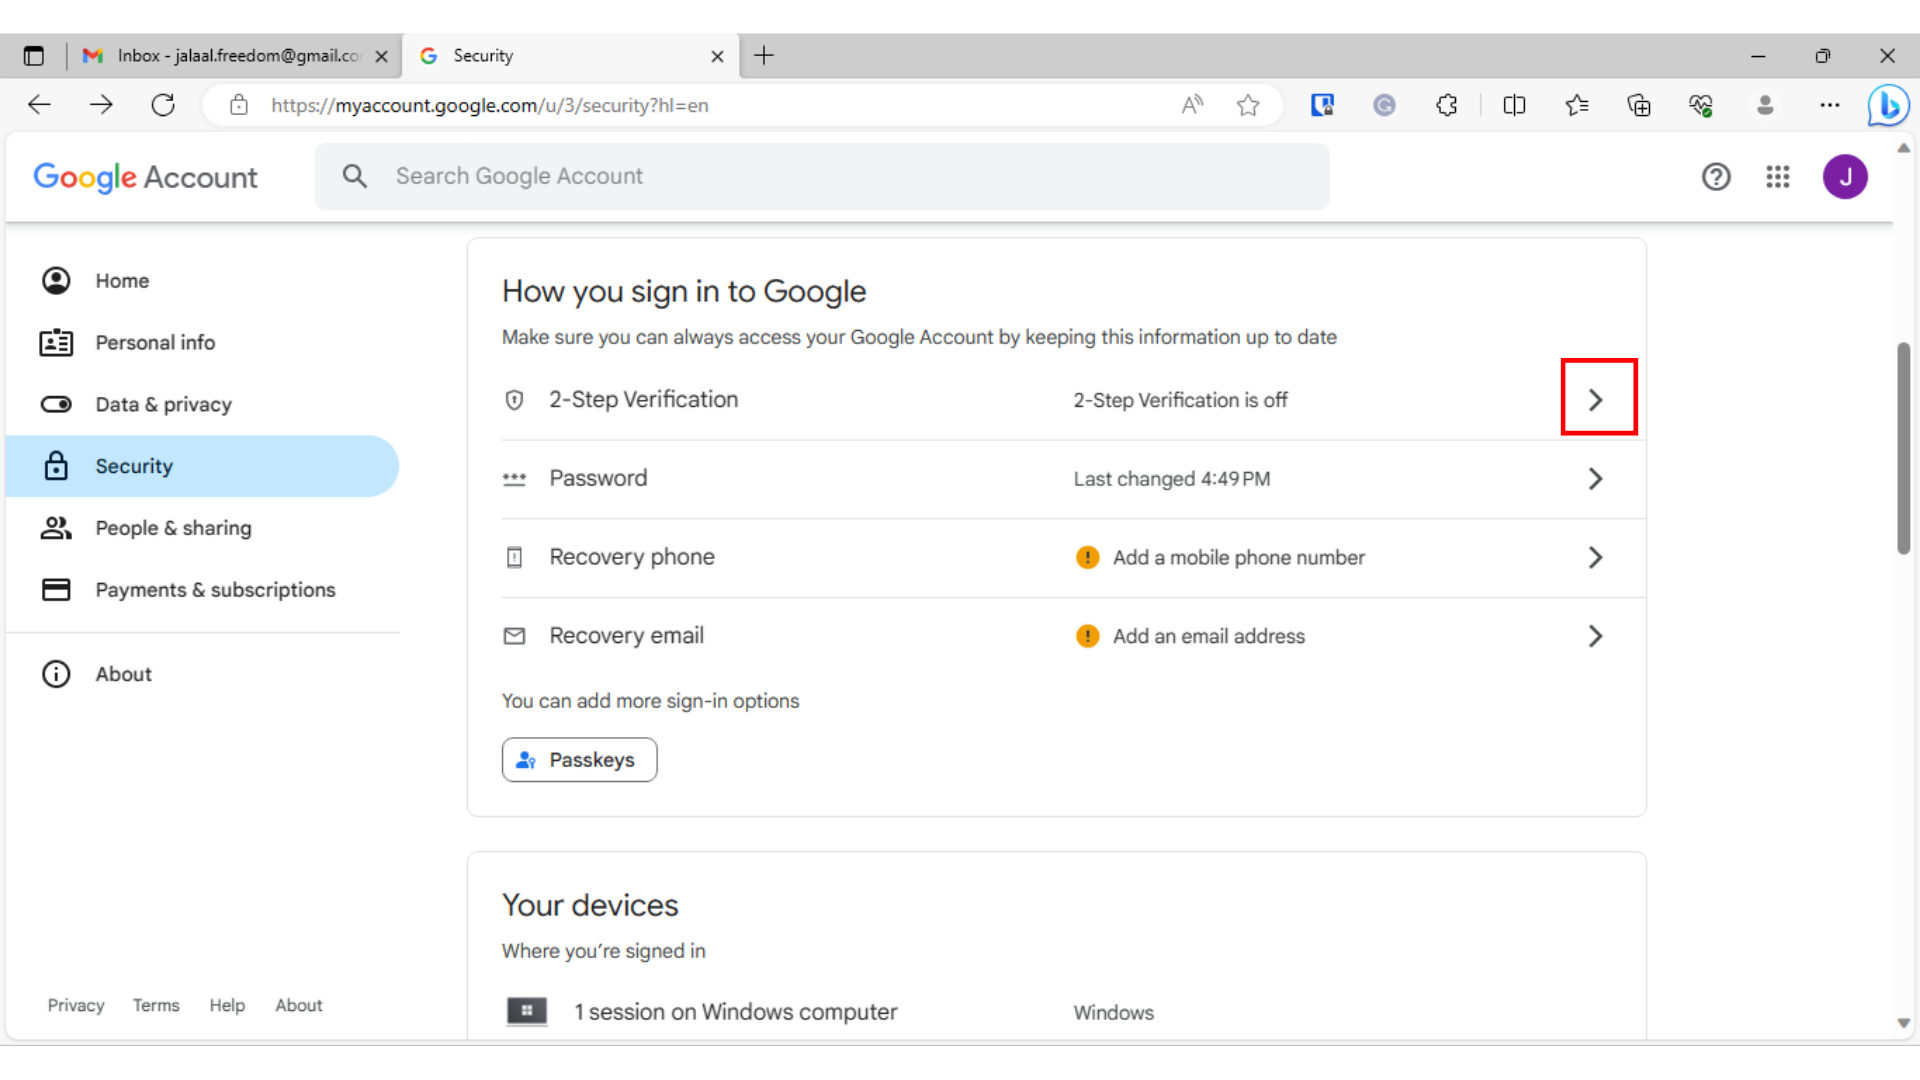 Inbox - jalaal.freedom@gmail.co
Security
https://myaccount.google.com/u/3/security?hl=en
Google Account
Search Google Account
J
Home
Personal info
Data & privacy
Security
People & sharing
Payments & subscriptions
About
Privacy Terms Help About
How you sign in to Google
Make sure you can always access your Google Account by keeping this information up to date
2-Step Verification 2-Step Verification is off
Password Last changed 4:49 PM
Recovery phone Add a mobile phone number
Recovery email Add an email address
You can add more sign-in options
Passkeys
Your devices
Where you're signed in
1 session on Windows computer Windows